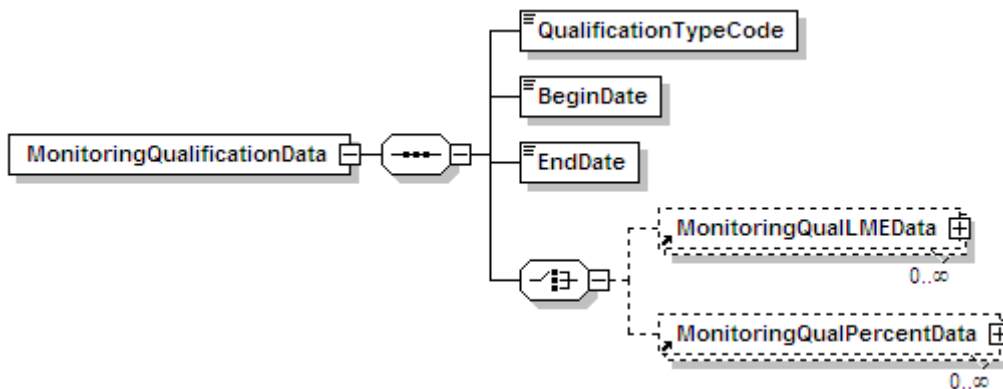 QualificationTypeCode
BeginDate
MonitoringQualificationData
EndDate
MonitoringQualLMEData
0..∞
MonitoringQualPercentData
0..∞